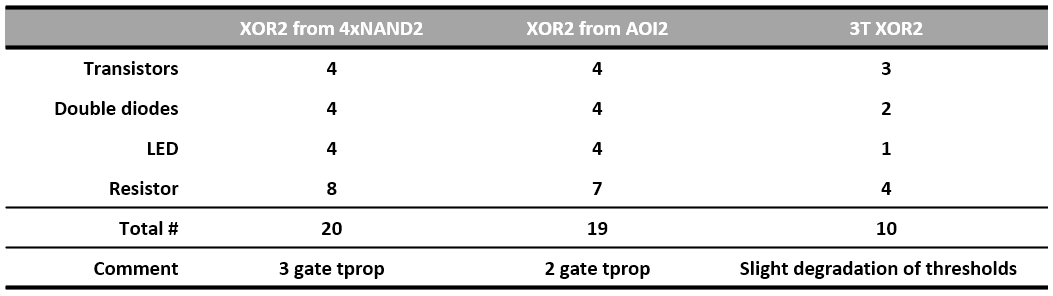 XOR2 from 4xNAND2 XOR2 from AOI2 3T XOR2
Transistors 4 4 3
Double diodes 4 4 2
LED 4 4 1
Resistor 8 7 4
Total # 20 19 10
Comment 3 gate tprop 2 gate tprop Slight degradation of thresholds